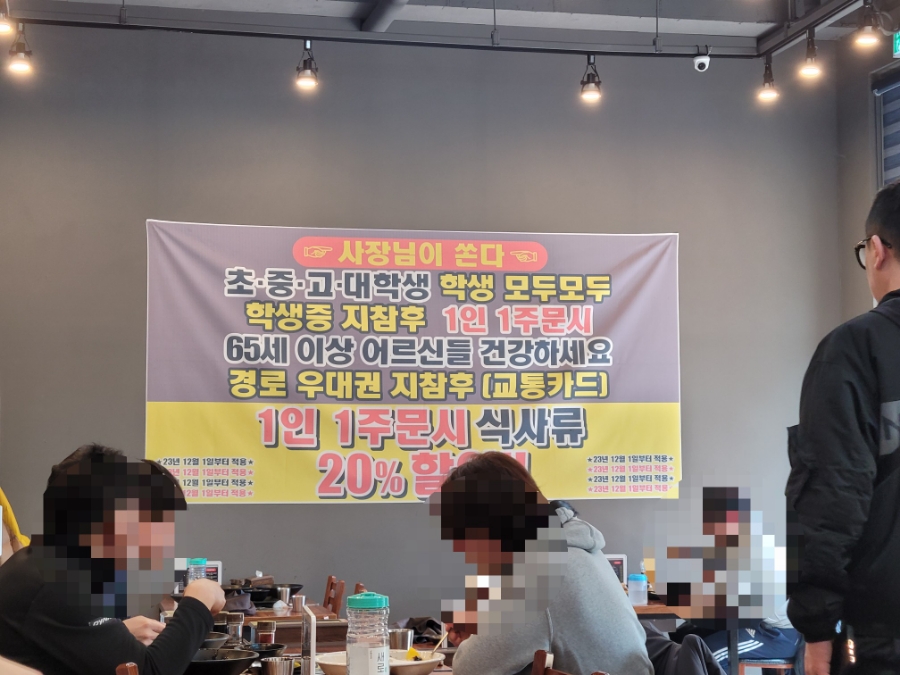 사장님이 쏜다
초·중·고·대학생 학생 모두모두
학생증 지참후 1인 1주문시
65세 이상 어르신들 건강하세요
경로 우대권 지참후 (교통카드)
1인 1주문시 식사류
20% 할
★23년 12월 1일부터 적용★
★23년 12월 1일부터 적용★
12월 1일부터 적용★
12월 1일부터 적용★
★23년 12월 1일부터 적용★
★23년 12월 1일부터 적용★
★23년 12월 1일부터 적용★
★23년 12월 1일부터 적용★
새로